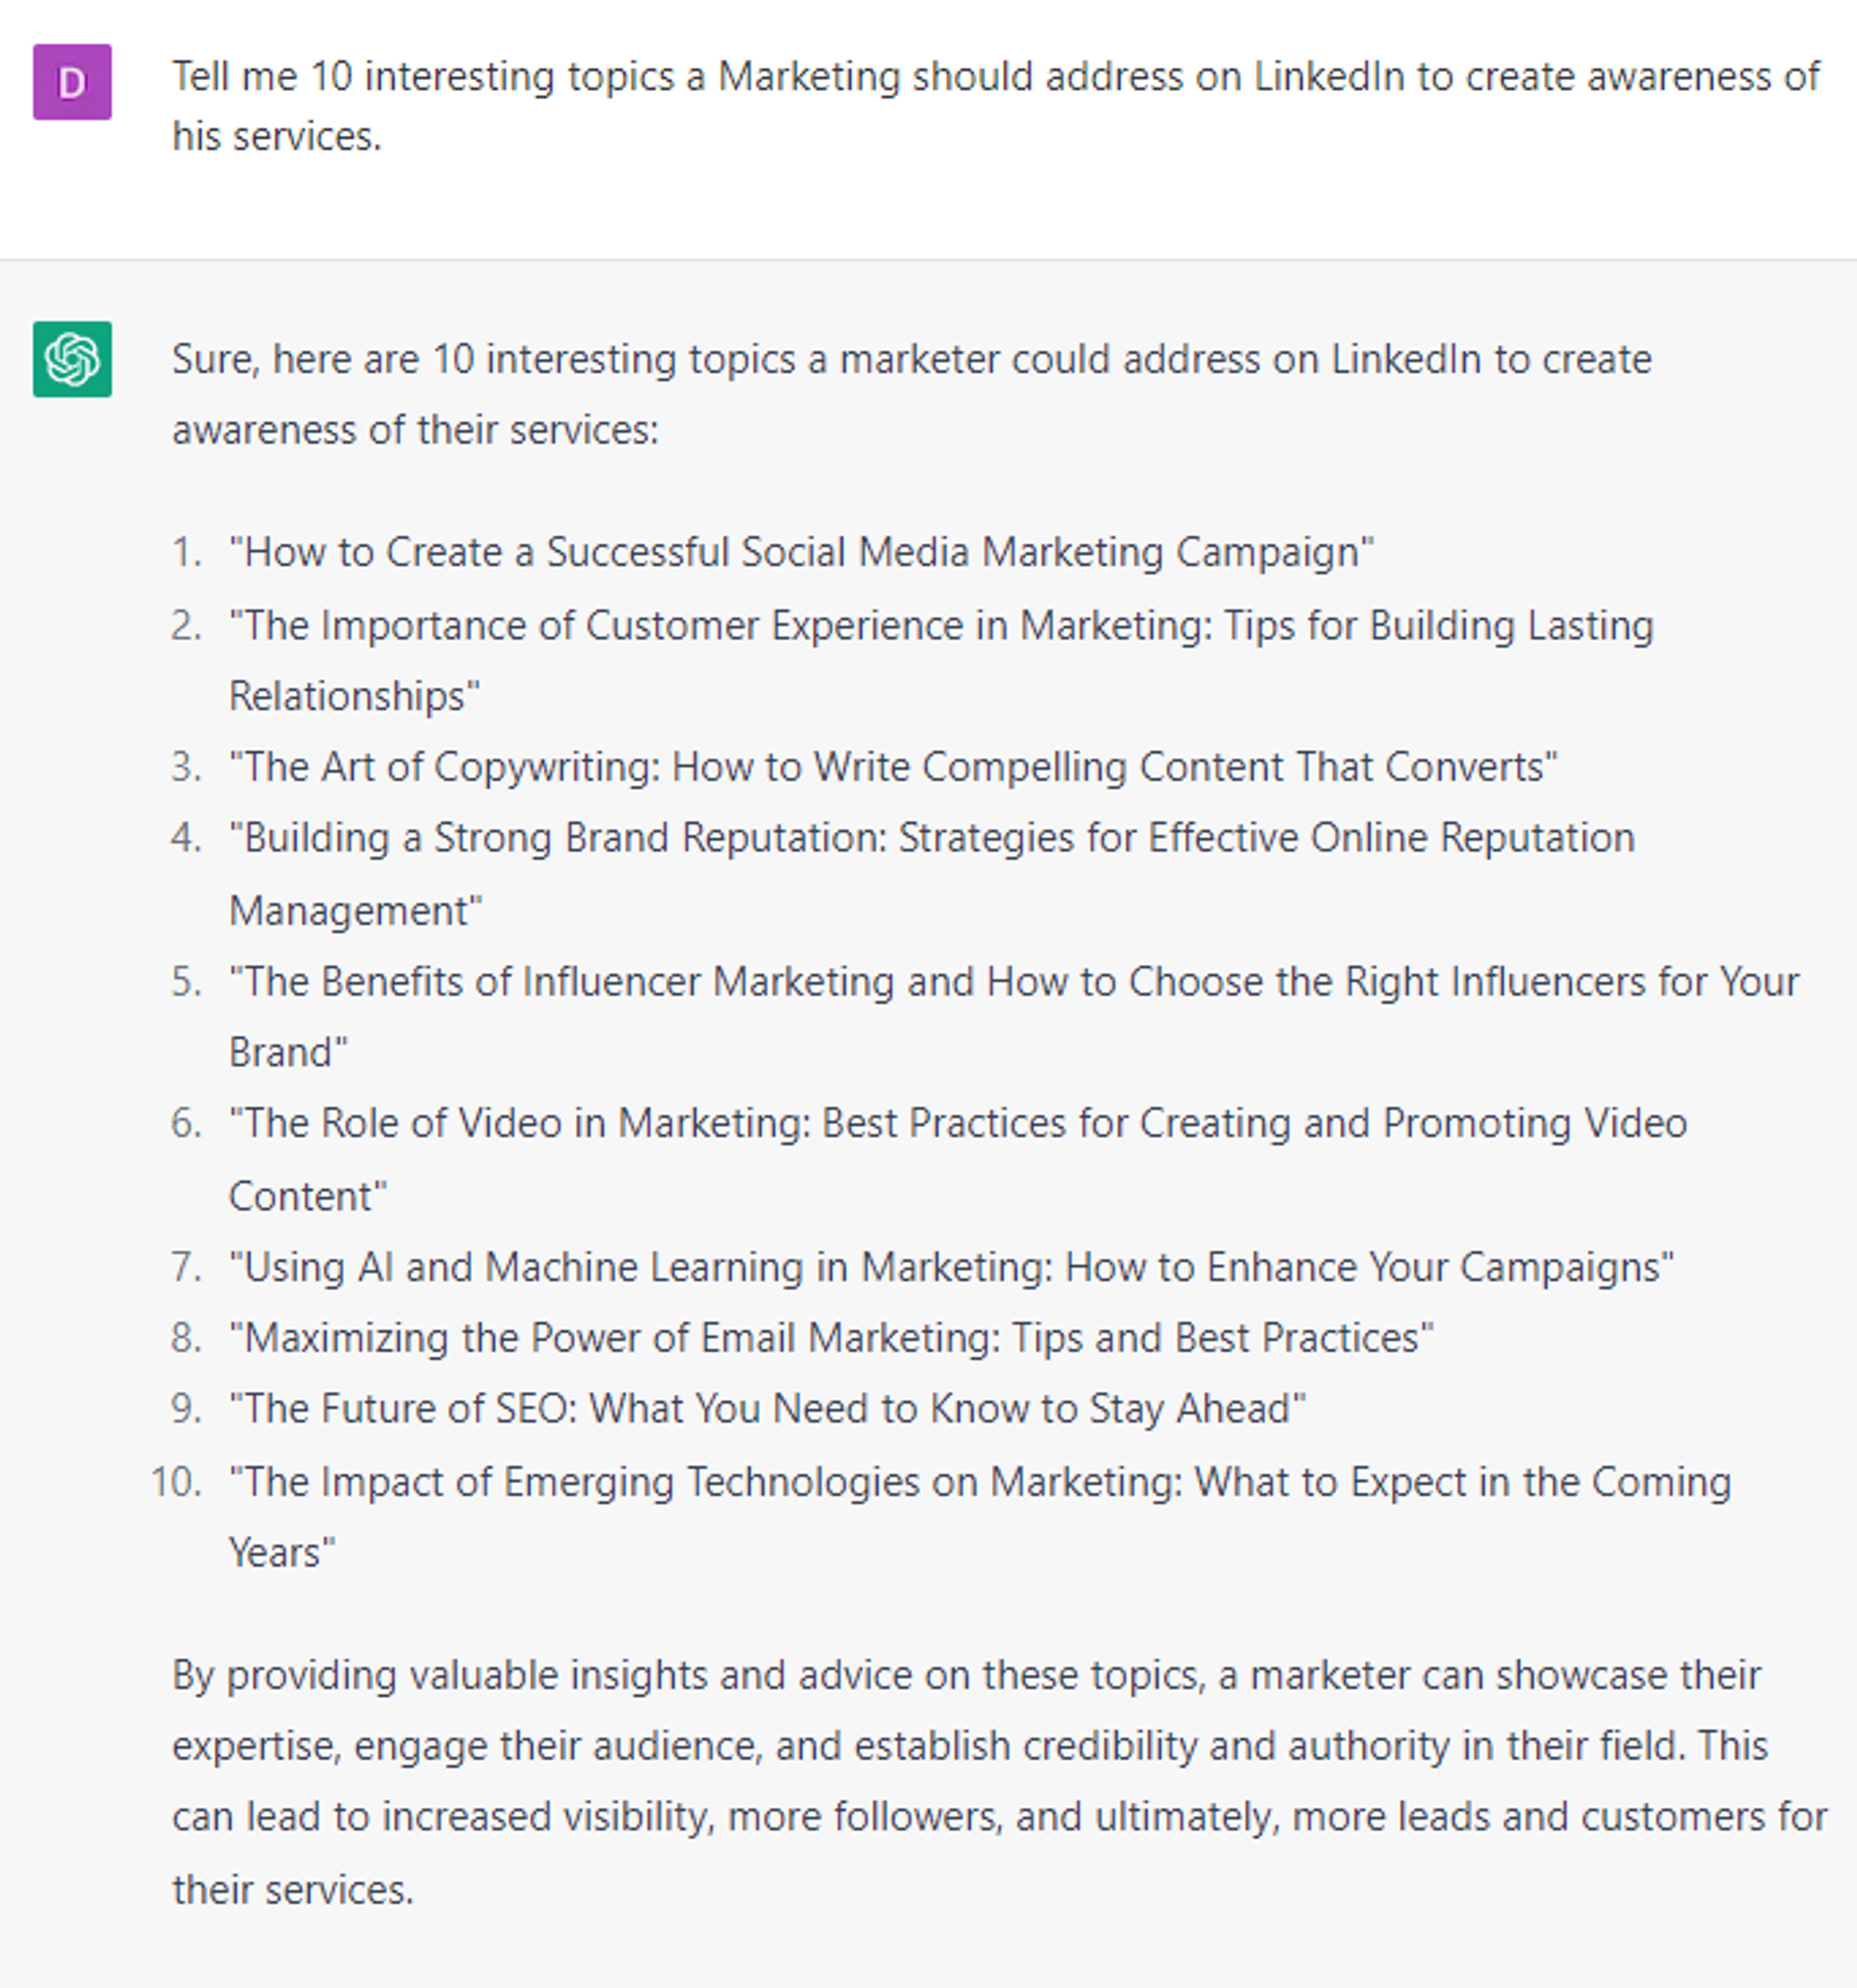 D
Tell me 10 interesting topics a Marketing should address on LinkedIn to create awareness of
his services.
Sure, here are 10 interesting topics a marketer could address on LinkedIn to create
awareness of their services:
1. "How to Create a Successful Social Media Marketing Campaign"
2. "The Importance of Customer Experience in Marketing: Tips for Building Lasting
Relationships"
3. "The Art of Copywriting: How to Write Compelling Content That Converts"
4. "Building a Strong Brand Reputation: Strategies for Effective Online Reputation
Management"
5. "The Benefits of Influencer Marketing and How to Choose the Right Influencers for Your
Brand"
6. "The Role of Video in Marketing: Best Practices for Creating and Promoting Video
Content"
7. "Using AI and Machine Learning in Marketing: How to Enhance Your Campaigns"
8. "Maximizing the Power of Email Marketing: Tips and Best Practices"
9. "The Future of SEO: What You Need to Know to Stay Ahead"
10. "The Impact of Emerging Technologies on Marketing: What to Expect in the Coming
Years"
By providing valuable insights and advice on these topics, a marketer can showcase their
expertise, engage their audience, and establish credibility and authority in their field. This
can lead to increased visibility, more followers, and ultimately, more leads and customers for
their services.